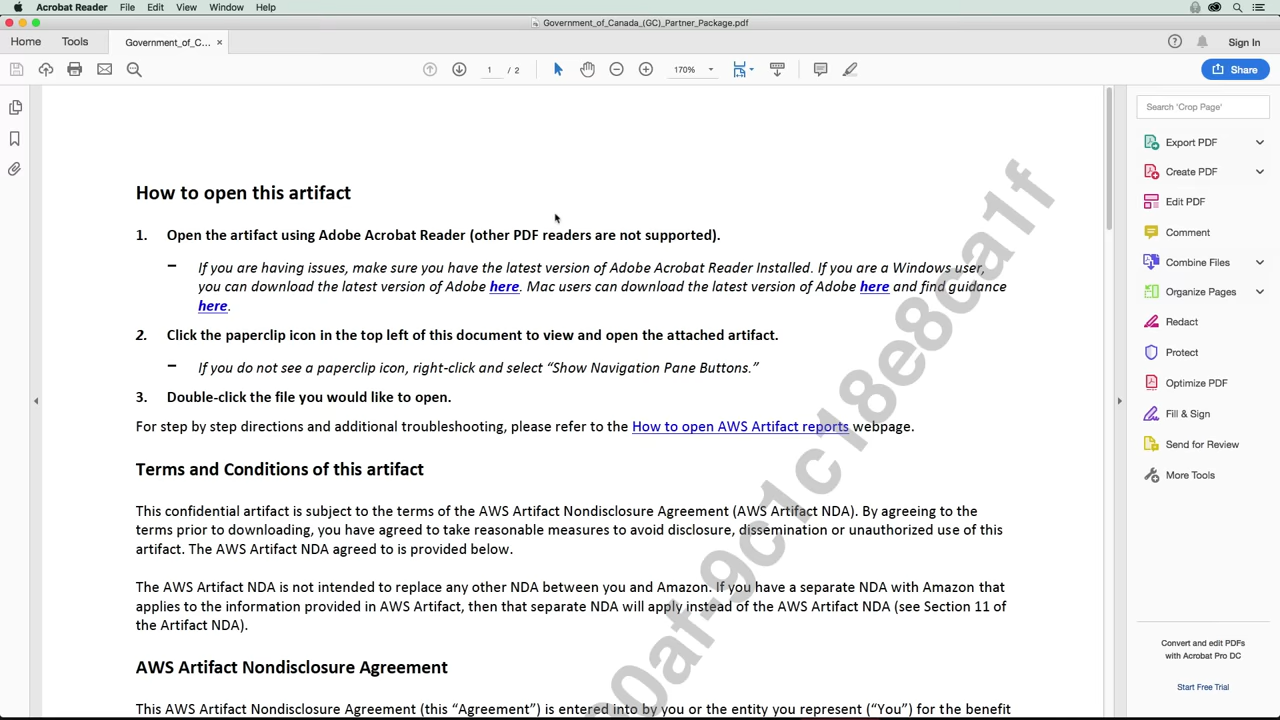 Acrobat Reader File Edit View Window Help
Government_of_Canada_(GC)_Partner_Package.pdf
Home Tools Government_of_C... × Sign In
1 / 2 170% Share
Search 'Crop Page'
How to open this artifact
1. Open the artifact using Adobe Acrobat Reader (other PDF readers are not supported).
− If you are having issues, make sure you have the latest version of Adobe Acrobat Reader Installed. If you are a Windows user,
you can download the latest version of Adobe here. Mac users can download the latest version of Adobe here and find guidance
here.
2. Click the paperclip icon in the top left of this document to view and open the attached artifact.
− If you do not see a paperclip icon, right-click and select “Show Navigation Pane Buttons.”
3. Double-click the file you would like to open.
For step by step directions and additional troubleshooting, please refer to the How to open AWS Artifact reports webpage.
Terms and Conditions of this artifact
This confidential artifact is subject to the terms of the AWS Artifact Nondisclosure Agreement (AWS Artifact NDA). By agreeing to the
terms prior to downloading, you have agreed to take reasonable measures to avoid disclosure, dissemination or unauthorized use of this
artifact. The AWS Artifact NDA agreed to is provided below.
The AWS Artifact NDA is not intended to replace any other NDA between you and Amazon. If you have a separate NDA with Amazon that
applies to the information provided in AWS Artifact, then that separate NDA will apply instead of the AWS Artifact NDA (see Section 11 of
the Artifact NDA).
AWS Artifact Nondisclosure Agreement
This AWS Artifact Nondisclosure Agreement (this “Agreement”) is entered into by you or the entity you represent (“You”) for the benefit
0af-9c1c18e8ca1f
Export PDF
Create PDF
Edit PDF
Comment
Combine Files
Organize Pages
Redact
Protect
Optimize PDF
Fill & Sign
Send for Review
More Tools
Convert and edit PDFs
with Acrobat Pro DC
Start Free Trial